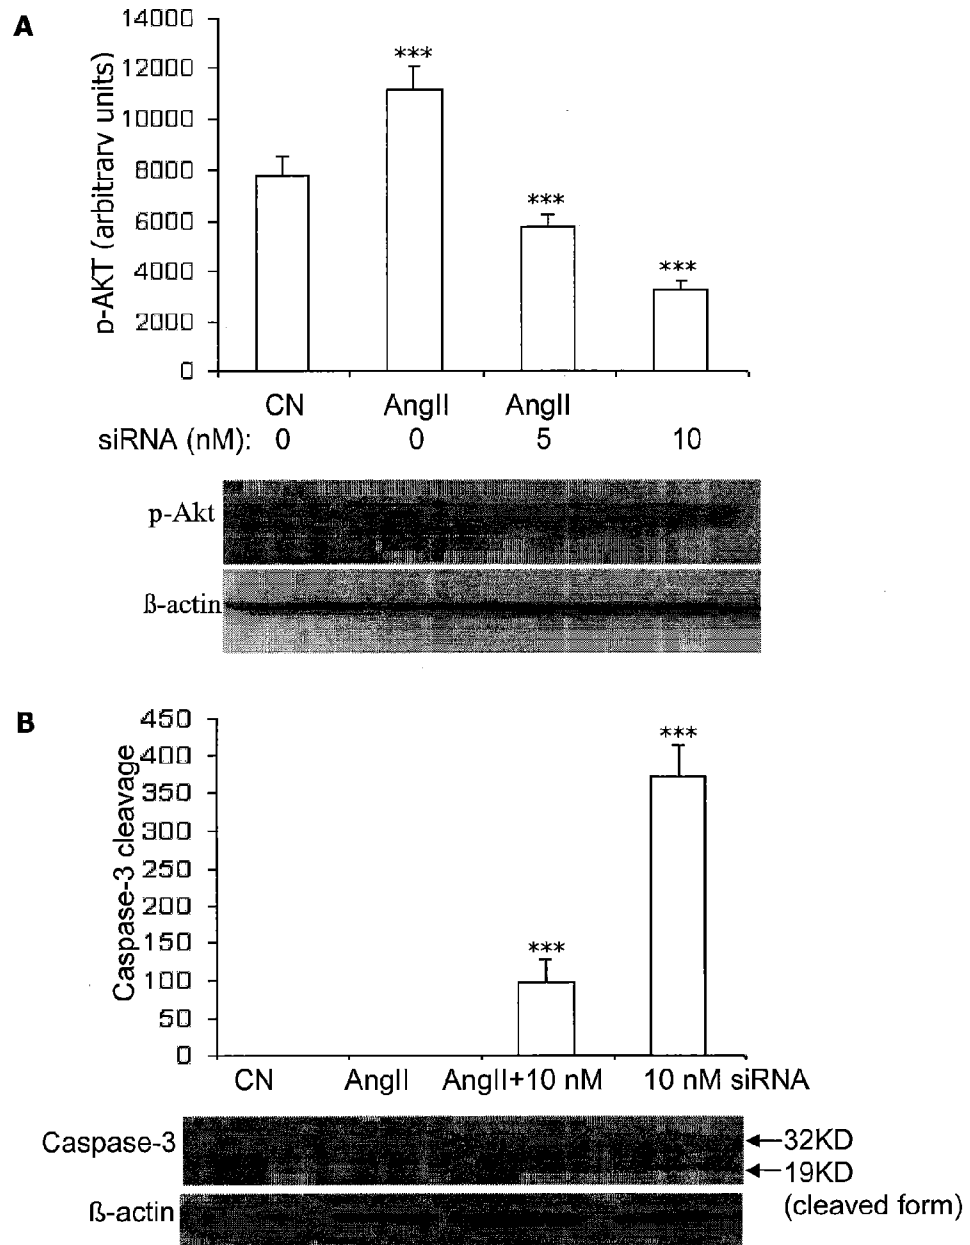 A
p-AKT (arbitrary units)
14000
12000
10000
8000
6000
4000
2000
0
***
***
***
CN AngII AngII
siRNA (nM): 0 0 5 10
p-Akt
ß-actin
B
Caspase-3 cleavage
450
400
350
300
250
200
150
100
50
0
***
***
CN AngII AngII+10 nM 10 nM siRNA
Caspase-3
32KD
19KD
(cleaved form)
ß-actin